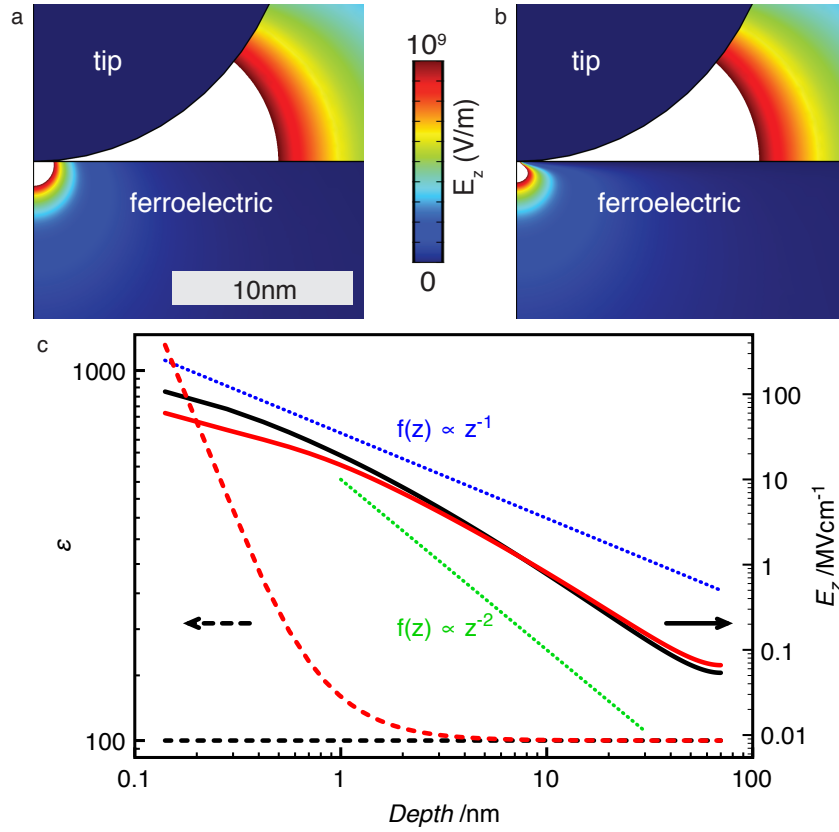 a
b
tip
10⁹
tip
E_z (V/m)
ferroelectric
ferroelectric
10nm
0
c
1000
100
f(z) ∝ z⁻¹
10
ε
1
E_z /MVcm⁻¹
f(z) ∝ z⁻²
0.1
100
0.01
0.1
1
10
100
Depth /nm